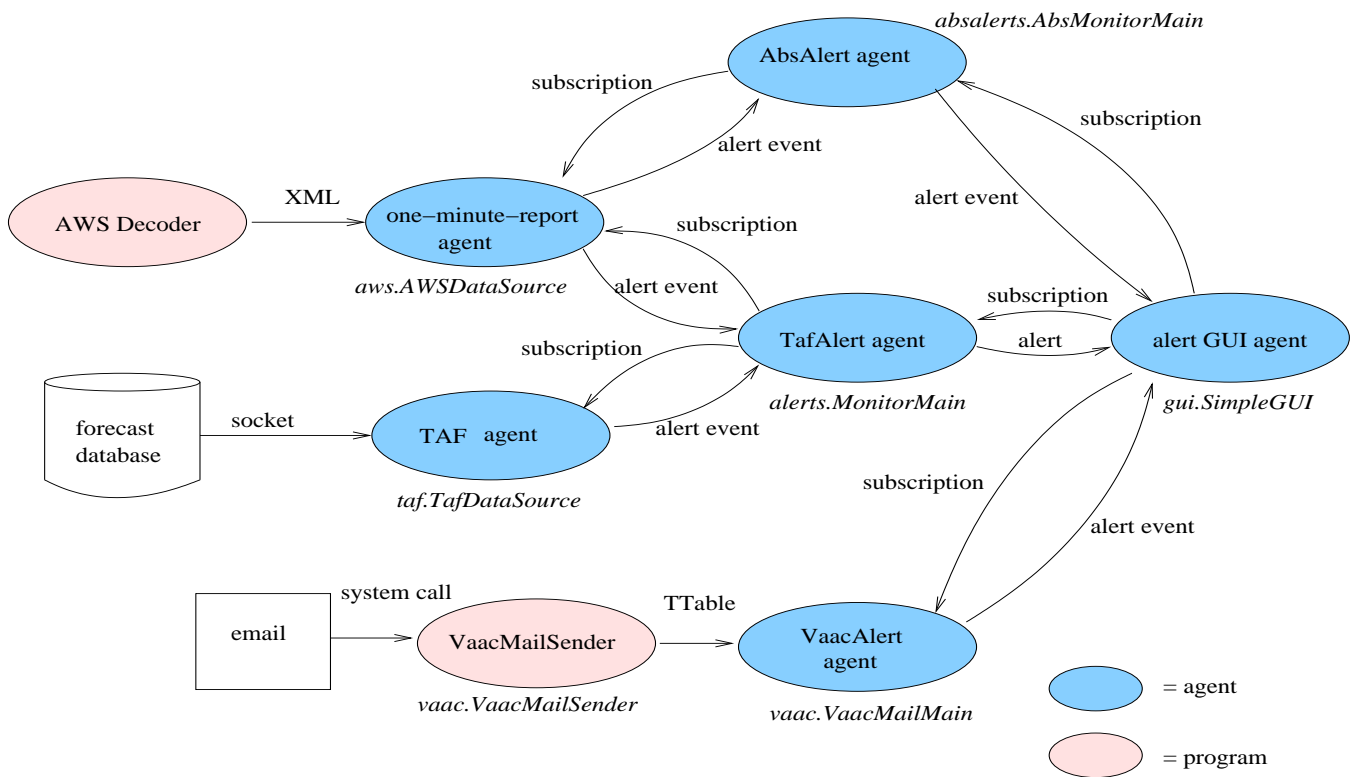 absalerts.AbsMonitorMain
AbsAlert agent
subscription
subscription
alert event
XML
alert event
AWS Decoder
one−minute−report
agent
subscription
aws.AWSDataSource
alert event
subscription
subscription
TafAlert agent
alert
alert GUI agent
alerts.MonitorMain
gui.SimpleGUI
forecast
database
socket
TAF agent
alert event
taf.TafDataSource
subscription
alert event
system call
TTable
email
VaacMailSender
VaacAlert
agent
vaac.VaacMailSender
vaac.VaacMailMain
= agent
= program